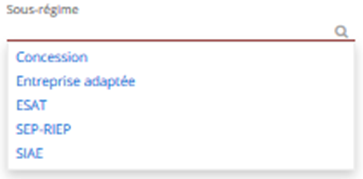 Sous-régime
Concession
Entreprise adaptée
ESAT
SEP-RIEP
SIAE